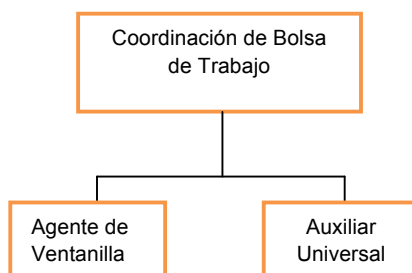 Coordinación de Bolsa
de Trabajo
Agente de
Ventanilla
Auxiliar
Universal